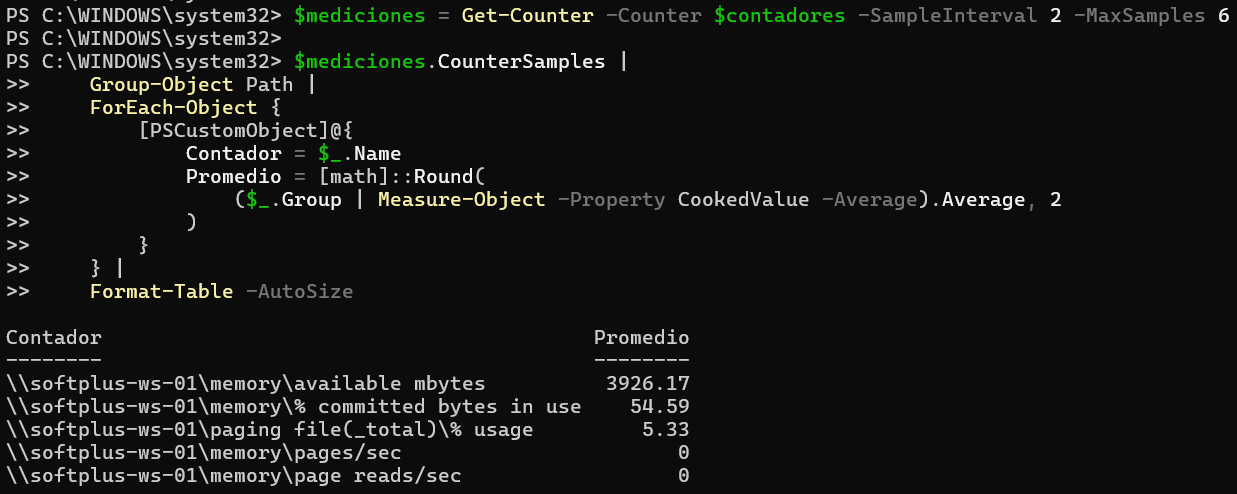 PS C:\WINDOWS\system32> $mediciones = Get-Counter -Counter $contadores -SampleInterval 2 -MaxSamples 6
PS C:\WINDOWS\system32>
PS C:\WINDOWS\system32> $mediciones.CounterSamples |
>>     Group-Object Path |
>>     ForEach-Object {
>>         [PSCustomObject]@{
>>             Contador = $_.Name
>>             Promedio = [math]::Round(
>>                 ($_.Group | Measure-Object -Property CookedValue -Average).Average, 2
>>             )
>>         }
>>     } |
>>     Format-Table -AutoSize

Contador                                         Promedio
--------                                         --------
\\softplus-ws-01\memory\available mbytes          3926.17
\\softplus-ws-01\memory\% committed bytes in use    54.59
\\softplus-ws-01\paging file(_total)\% usage         5.33
\\softplus-ws-01\memory\pages/sec                       0
\\softplus-ws-01\memory\page reads/sec                  0